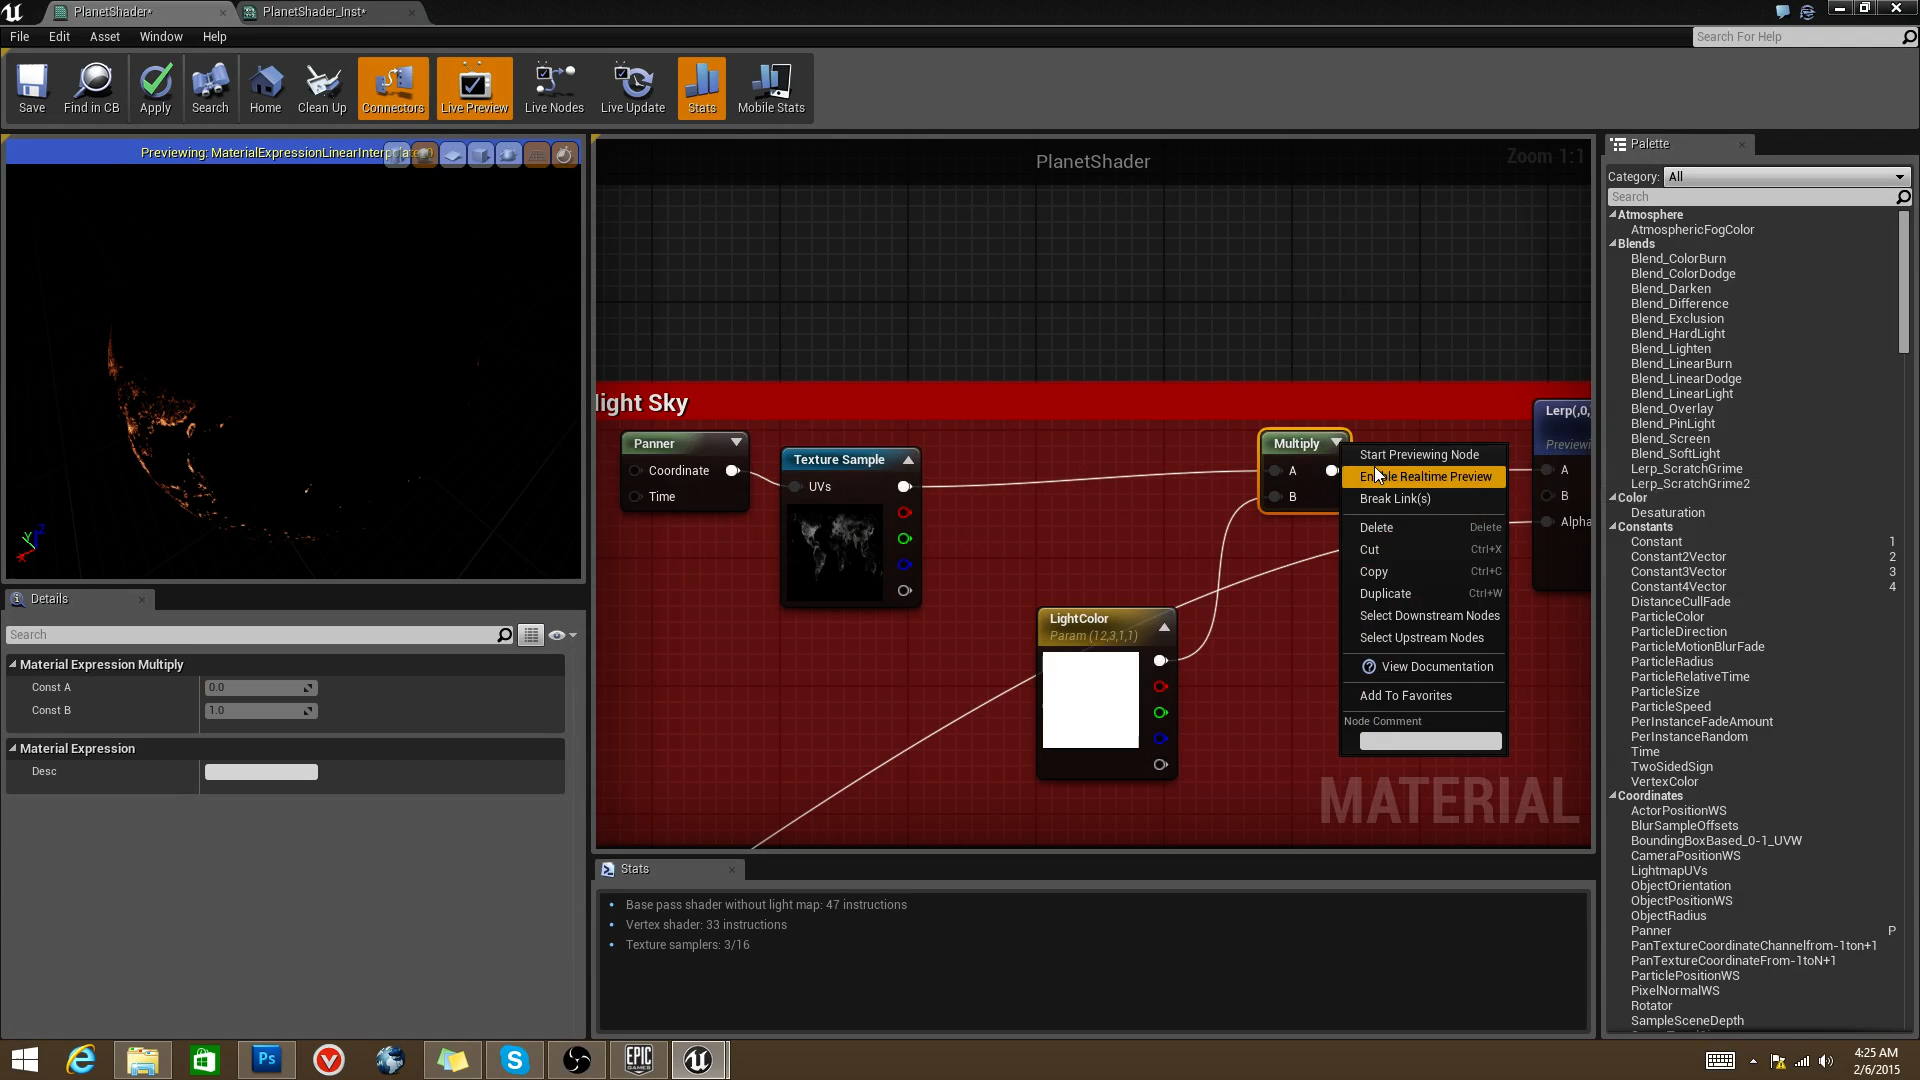 PlanetShader*
PlanetShader_Inst*
File Edit Asset Window Help
Search For Help
Save Find in CB Apply Search Home Clean Up Connectors Live Preview Live Nodes Live Update Stats Mobile Stats
Previewing: MaterialExpressionLinearInterpolate
PlanetShader
Zoom 1:1
ight Sky
Panner
Coordinate
Time
Texture Sample
UVs
Multiply
A
B
LightColor
Param (12,3,1,1)
Lerp(,0,
Previewi
A
B
Alpha
Start Previewing Node
Enable Realtime Preview
Break Link(s)
Delete Delete
Cut Ctrl+X
Copy Ctrl+C
Duplicate Ctrl+W
Select Downstream Nodes
Select Upstream Nodes
View Documentation
Add To Favorites
Node Comment
MATERIAL
Details
Search
Material Expression Multiply
Const A 0.0
Const B 1.0
Material Expression
Desc
Stats
Base pass shader without light map: 47 instructions
Vertex shader: 33 instructions
Texture samplers: 3/16
Palette
Category: All
Search
Atmosphere
AtmosphericFogColor
Blends
Blend_ColorBurn
Blend_ColorDodge
Blend_Darken
Blend_Difference
Blend_Exclusion
Blend_HardLight
Blend_Lighten
Blend_LinearBurn
Blend_LinearDodge
Blend_LinearLight
Blend_Overlay
Blend_PinLight
Blend_Screen
Blend_SoftLight
Lerp_ScratchGrime
Lerp_ScratchGrime2
Color
Desaturation
Constants
Constant 1
Constant2Vector 2
Constant3Vector 3
Constant4Vector 4
DistanceCullFade
ParticleColor
ParticleDirection
ParticleMotionBlurFade
ParticleRadius
ParticleRelativeTime
ParticleSize
ParticleSpeed
PerInstanceFadeAmount
PerInstanceRandom
Time
TwoSidedSign
VertexColor
Coordinates
ActorPositionWS
BlurSampleOffsets
BoundingBoxBased_0-1_UVW
CameraPositionWS
LightmapUVs
ObjectOrientation
ObjectPositionWS
ObjectRadius
Panner P
PanTextureCoordinateChannelfrom-1ton+1
PanTextureCoordinateFrom-1toN+1
ParticlePositionWS
PixelNormalWS
Rotator
SampleSceneDepth
Ps
EPIC
GAMES
4:25 AM
2/6/2015